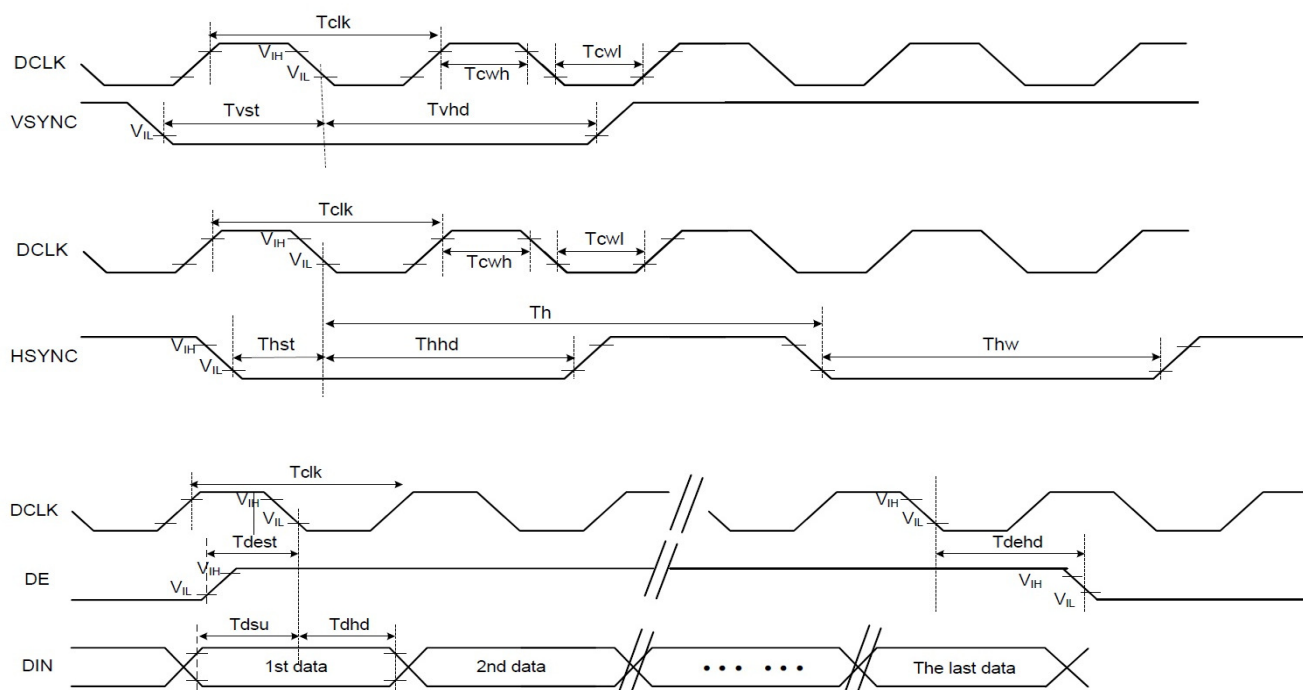 Tclk
DCLK
VIH
VIL
Tcwh
Tcwl
VSYNC
VIL
Tvst
Tvhd
Tclk
DCLK
VIH
VIL
Tcwh
Tcwl
Th
HSYNC
VIH
VIL
Thst
Thhd
Thw
Tclk
DCLK
VIH
VIL
VIH
VIL
Tdest
Tdehd
DE
VIH
VIL
VIH
VIL
Tdsu
Tdhd
DIN
1st data
2nd data
••• •••
The last data